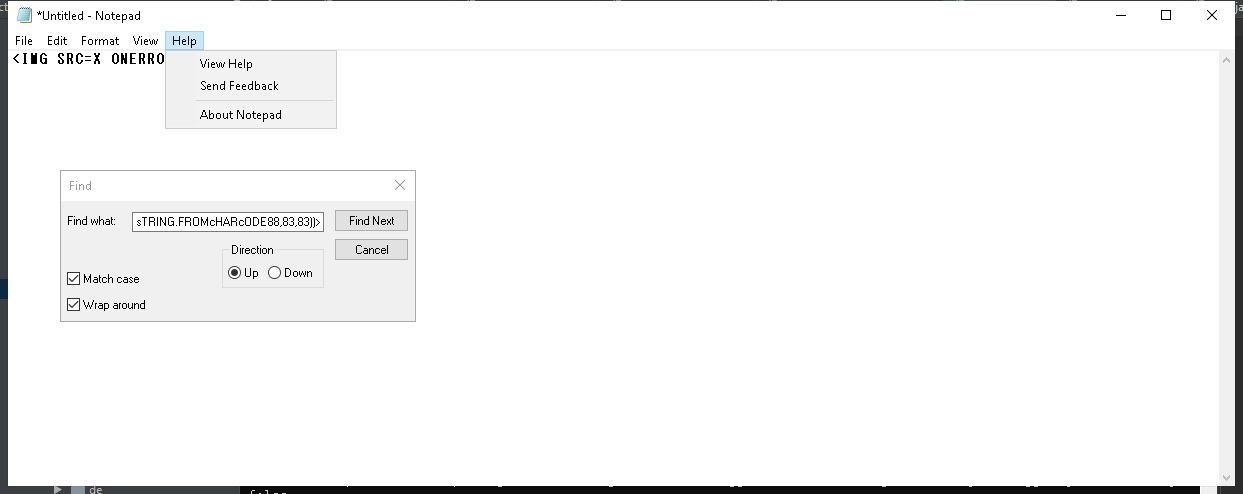 *Untitled - Notepad
File Edit Format View Help
<IMG SRC=X ONERRO
View Help
Send Feedback
About Notepad
Find
Find what: sTRING.FROMcHARcODE88,83,83))> Find Next
Direction Cancel
Up Down
Match case
Wrap around
de